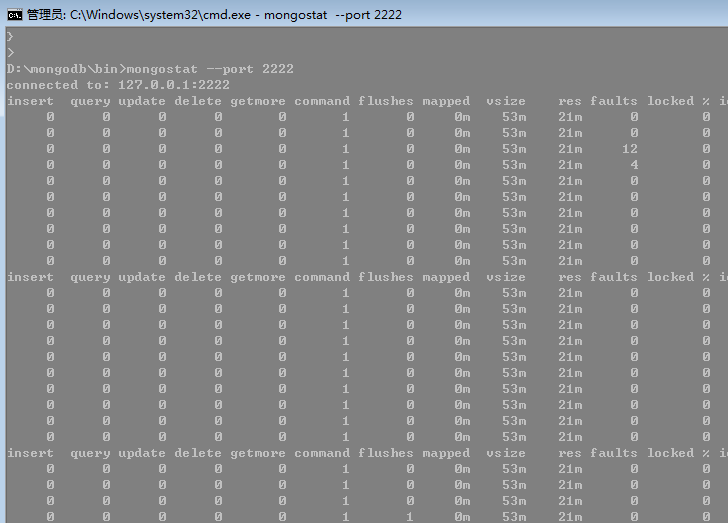 管理员: C:\Windows\system32\cmd.exe - mongostat  --port 2222
}
>
D:\mongodb\bin>mongostat --port 2222
connected to: 127.0.0.1:2222
insert  query update delete getmore command flushes mapped  vsize    res faults locked %
0 0 0 0 0 1 0 0m 53m 21m 0 0
0 0 0 0 0 1 0 0m 53m 21m 0 0
0 0 0 0 0 1 0 0m 53m 21m 12 0
0 0 0 0 0 1 0 0m 53m 21m 4 0
0 0 0 0 0 1 0 0m 53m 21m 0 0
0 0 0 0 0 1 0 0m 53m 21m 0 0
0 0 0 0 0 1 0 0m 53m 21m 0 0
0 0 0 0 0 1 0 0m 53m 21m 0 0
0 0 0 0 0 1 0 0m 53m 21m 0 0
0 0 0 0 0 1 0 0m 53m 21m 0 0
insert  query update delete getmore command flushes mapped  vsize    res faults locked %
0 0 0 0 0 1 0 0m 53m 21m 0 0
0 0 0 0 0 1 0 0m 53m 21m 0 0
0 0 0 0 0 1 0 0m 53m 21m 0 0
0 0 0 0 0 1 0 0m 53m 21m 0 0
0 0 0 0 0 1 0 0m 53m 21m 0 0
0 0 0 0 0 1 0 0m 53m 21m 0 0
0 0 0 0 0 1 0 0m 53m 21m 0 0
0 0 0 0 0 1 0 0m 53m 21m 0 0
0 0 0 0 0 1 0 0m 53m 21m 0 0
0 0 0 0 0 1 0 0m 53m 21m 0 0
insert  query update delete getmore command flushes mapped  vsize    res faults locked %
0 0 0 0 0 1 0 0m 53m 21m 0 0
0 0 0 0 0 1 0 0m 53m 21m 0 0
0 0 0 0 0 1 0 0m 53m 21m 0 0
0 0 0 0 0 1 1 0m 53m 21m 0 0